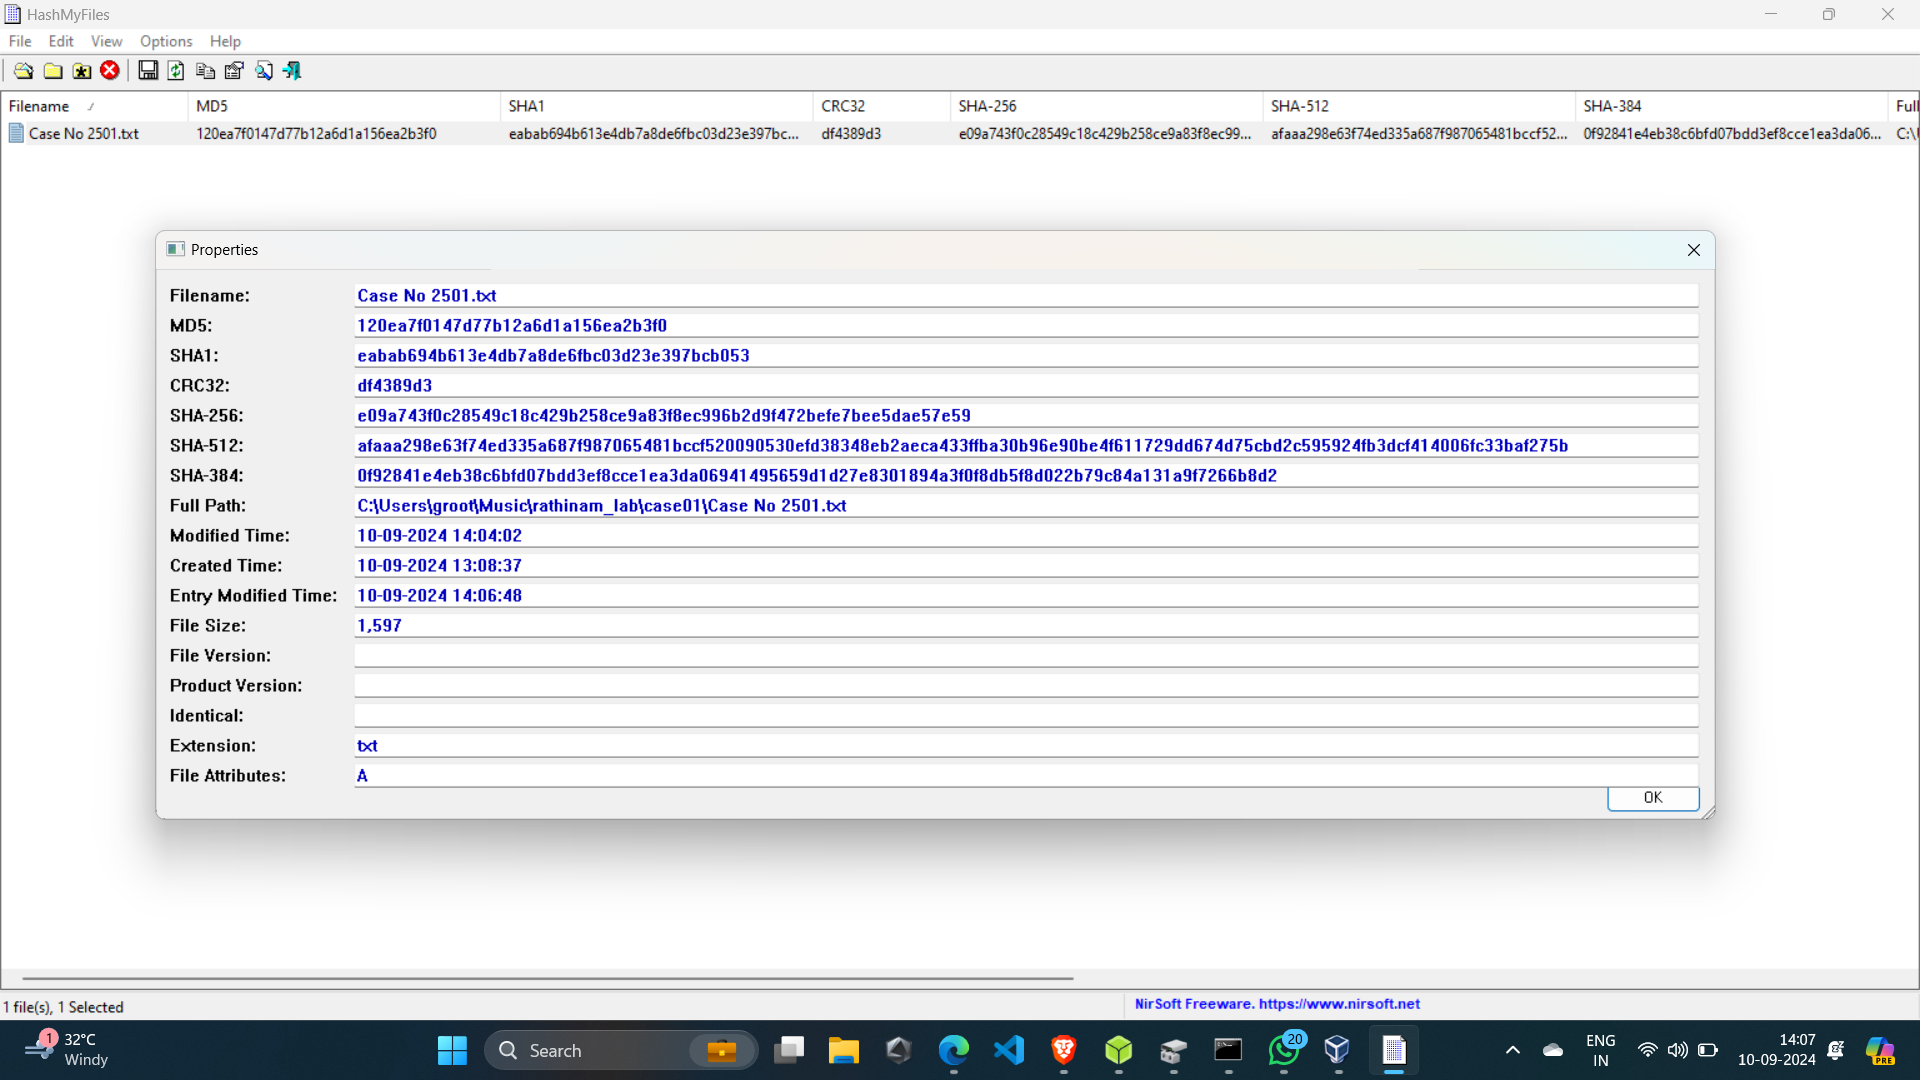 HashMyFiles
File Edit View Options Help
Filename MD5 SHA1 CRC32 SHA-256 SHA-512 SHA-384 Full
Case No 2501.txt 120ea7f0147d77b12a6d1a156ea2b3f0 eabab694b613e4db7a8de6fbc03d23e397bc... df4389d3 e09a743f0c28549c18c429b258ce9a83f8ec99... afaaa298e63f74ed335a687f987065481bccf52... 0f92841e4eb38c6bfd07bdd3ef8cce1ea3da06... C:\U
Properties
Filename: Case No 2501.txt
MD5: 120ea7f0147d77b12a6d1a156ea2b3f0
SHA1: eabab694b613e4db7a8de6fbc03d23e397bcb053
CRC32: df4389d3
SHA-256: e09a743f0c28549c18c429b258ce9a83f8ec996b2d9f472befe7bee5dae57e59
SHA-512: afaaa298e63f74ed335a687f987065481bccf520090530efd38348eb2aeca433ffba30b96e90be4f611729dd674d75cbd2c595924fb3dcf414006fc33baf275b
SHA-384: 0f92841e4eb38c6bfd07bdd3ef8cce1ea3da06941495659d1d27e8301894a3f0f8db5f8d022b79c84a131a9f7266b8d2
Full Path: C:\Users\groot\Music\rathinam_lab\case01\Case No 2501.txt
Modified Time: 10-09-2024 14:04:02
Created Time: 10-09-2024 13:08:37
Entry Modified Time: 10-09-2024 14:06:48
File Size: 1,597
File Version:
Product Version:
Identical:
Extension: txt
File Attributes: A
OK
1 file(s), 1 Selected NirSoft Freeware. https://www.nirsoft.net
1 32°C
Windy
Search
20
ENG
IN
14:07
10-09-2024
PRE